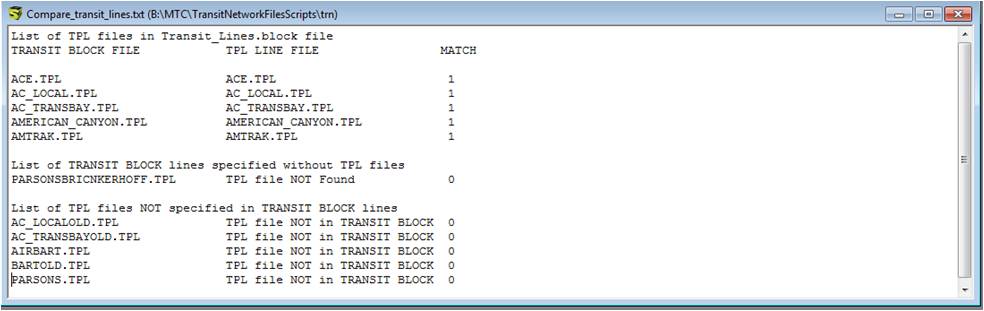 Compare_transit_lines.txt (B:\MTC\TransitNetworkFilesScripts\trn)
List of TPL files in Transit_Lines.block file
TRANSIT BLOCK FILE TPL LINE FILE MATCH
ACE.TPL ACE.TPL 1
AC_LOCAL.TPL AC_LOCAL.TPL 1
AC_TRANSBAY.TPL AC_TRANSBAY.TPL 1
AMERICAN_CANYON.TPL AMERICAN_CANYON.TPL 1
AMTRAK.TPL AMTRAK.TPL 1
List of TRANSIT BLOCK lines specified without TPL files
PARSONSBRICNKERHOFF.TPL TPL file NOT Found 0
List of TPL files NOT specified in TRANSIT BLOCK lines
AC_LOCALOLD.TPL TPL file NOT in TRANSIT BLOCK 0
AC_TRANSBAYOLD.TPL TPL file NOT in TRANSIT BLOCK 0
AIRBART.TPL TPL file NOT in TRANSIT BLOCK 0
BARTOLD.TPL TPL file NOT in TRANSIT BLOCK 0
PARSONS.TPL TPL file NOT in TRANSIT BLOCK 0